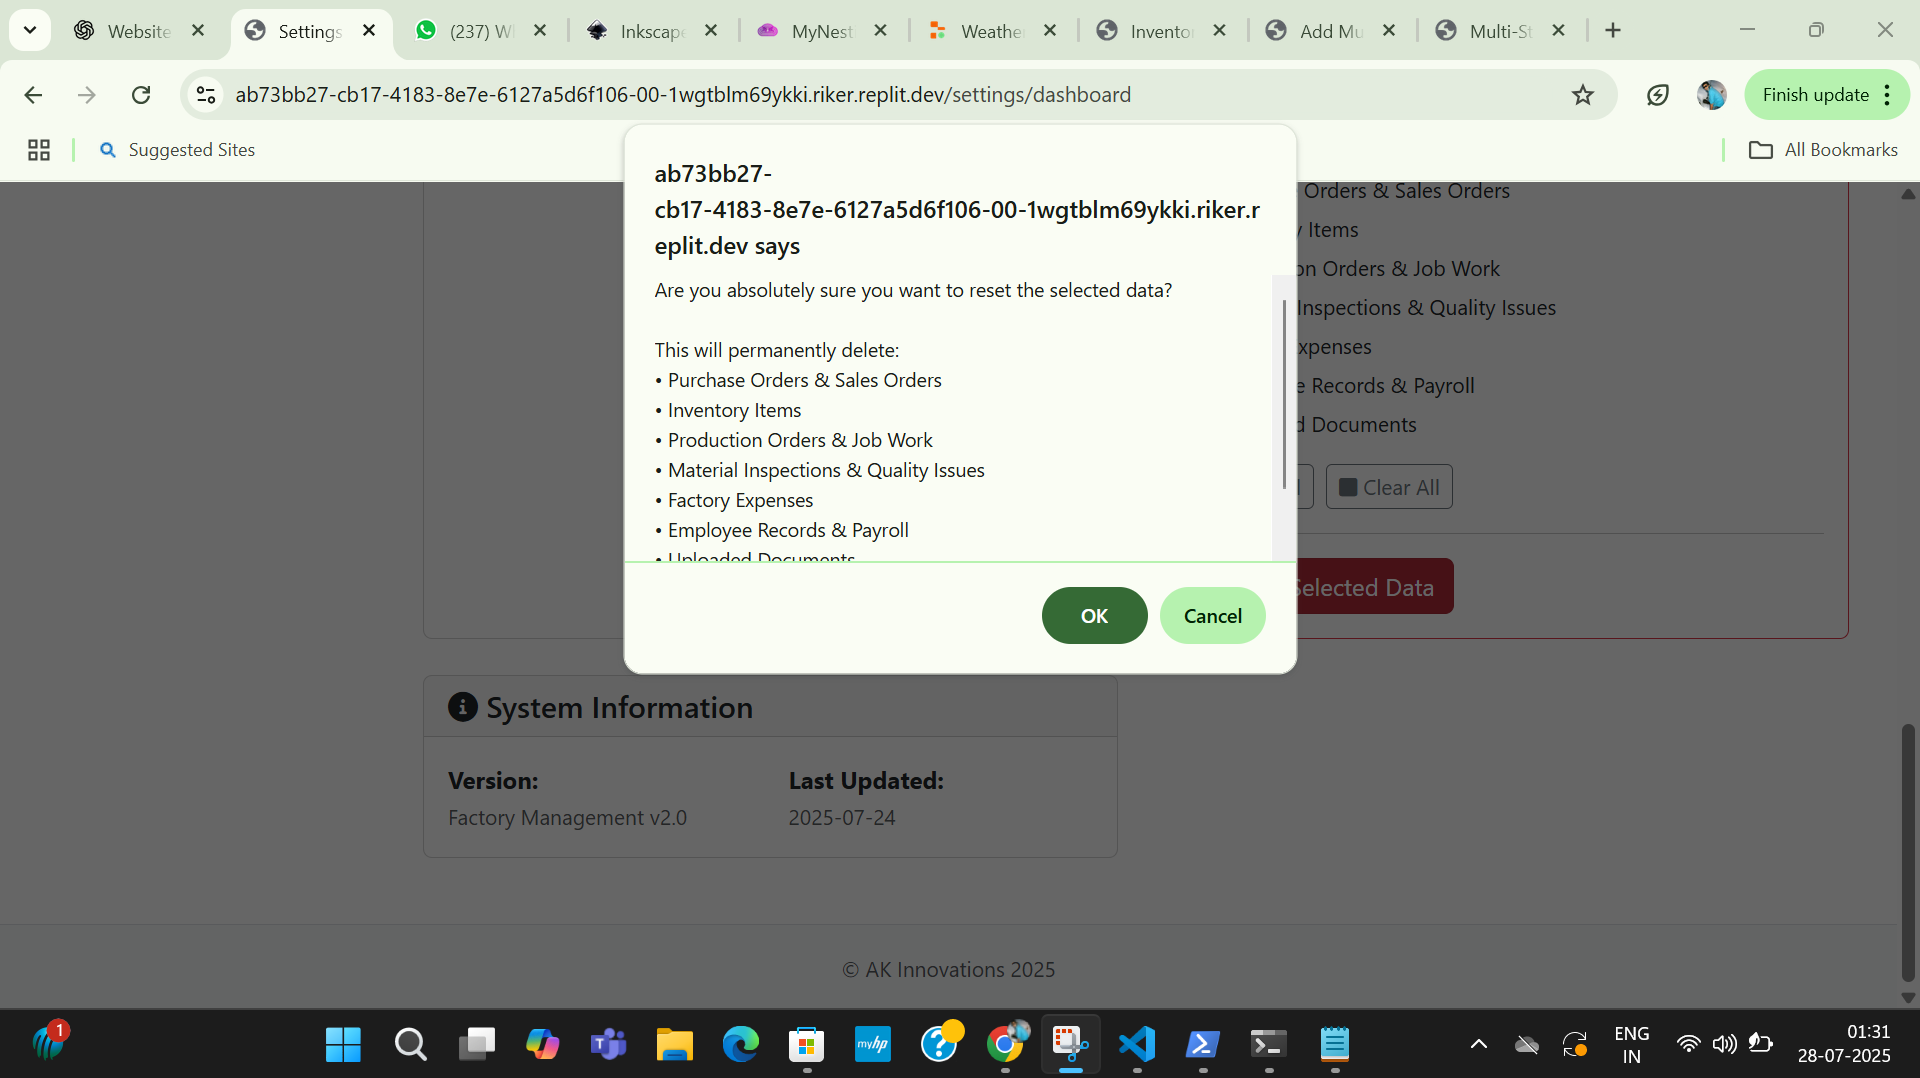 Website
Settings
(237) W
Inkscape
MyNest
Weather
Invento
Add Mu
Multi-St
ab73bb27-cb17-4183-8e7e-6127a5d6f106-00-1wgtblm69ykki.riker.replit.dev/settings/dashboard
Finish update
Suggested Sites
All Bookmarks
ab73bb27-
cb17-4183-8e7e-6127a5d6f106-00-1wgtblm69ykki.riker.r
eplit.dev says
Are you absolutely sure you want to reset the selected data?
This will permanently delete:
• Purchase Orders & Sales Orders
• Inventory Items
• Production Orders & Job Work
• Material Inspections & Quality Issues
• Factory Expenses
• Employee Records & Payroll
• Uploaded Documents
OK
Cancel
Orders & Sales Orders
y Items
on Orders & Job Work
Inspections & Quality Issues
xpenses
e Records & Payroll
d Documents
Clear All
Selected Data
System Information
Version:
Factory Management v2.0
Last Updated:
2025-07-24
© AK Innovations 2025
1
myhp
ENG
IN
01:31
28-07-2025